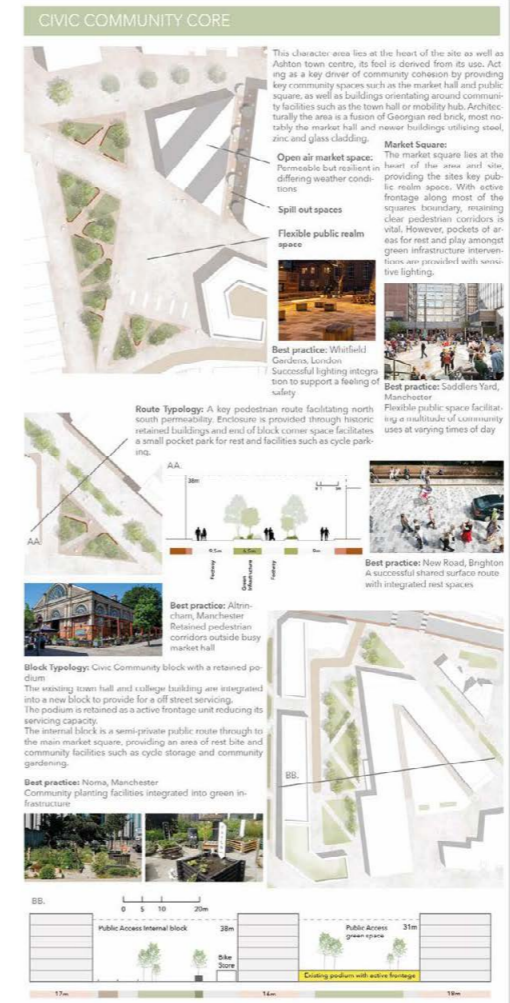 CIVIC COMMUNITY CORE
This character area lies at the heart of the site as well as
Ashton town centre, its feel is derived from its use. Act-
ing as a key driver of community cohesion by providing
key community spaces such as the market hall and public
square, as well as buildings orientating around communi-
ty facilities such as the town hall or mobility hub. Architec-
turally the area is a fusion of Georgian red brick, most no-
tably the market hall and newer buildings utilising steel,
zinc and glass cladding.
Open air market space:
Permeable but resilient in
differing weather condi-
tions
Spill out spaces
Flexible public realm
space
Market Square:
The market square lies at the
heart of the area and site,
providing the sites key pub-
lic realm space. With active
frontage along most of the
squares boundary, retaining
clear pedestrian corridors is
vital. However, pockets of ar-
eas for rest and play amongst
green infrastructure interven-
tions are provided with sensi-
tive lighting.
Best practice: Whitfield
Gardens, London
Successful lighting integra
tion to support a feeling of
safety
Best practice: Saddlers Yard,
Manchester
Flexible public space facilitat-
ing a multitude of community
uses at varying times of day
Route Typology: A key pedestrian route facilitating north
south permeability. Enclosure is provided through historic
retained buildings and end of block corner space facilitates
a small pocket park for rest and facilities such as cycle park-
ing.
AA.
38m
AA
9.5m
6.5m
9m
Footway
Green
Infrastructure
Footway
Best practice: New Road, Brighton
A successful shared surface route
with integrated rest spaces
Best practice: Altrin-
cham, Manchester
Retained pedestrian
corridors outside busy
market hall
Block Typology: Civic Community block with a retained po-
dium
The existing town hall and college building are integrated
into a new block to provide for a off street servicing.
The podium is retained as a active frontage unit reducing its
servicing capacity.
The internal block is a semi-private public route through to
the main market square, providing an area of rest bite and
community facilities such as cycle storage and community
gardening.
Best practice: Noma, Manchester
Community planting facilities integrated into green in-
frastructure
BB.
BB.
0 5 10 20m
Public Access Internal block 38m
Bike
Store
Public Access
green space
31m
Existing podium with active frontage
17m
16m
18m